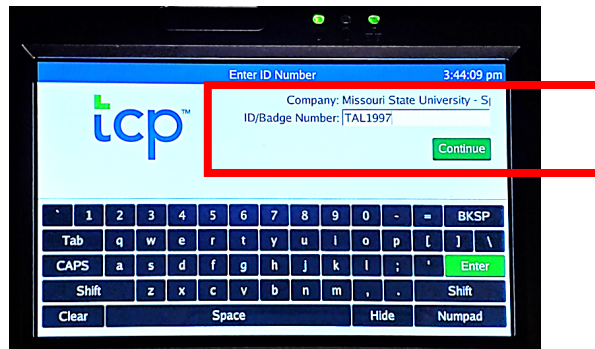 Enter ID Number 3:44:09 pm
tcp™
Company: Missouri State University - S
ID/Badge Number: TAL1997
Continue
` 1 2 3 4 5 6 7 8 9 0 - = BKSP
Tab q w e r t y u i o p [ ] \
CAPS a s d f g h j k l ; ' Enter
Shift z x c v b n m , . Shift
Clear Space Hide Numpad